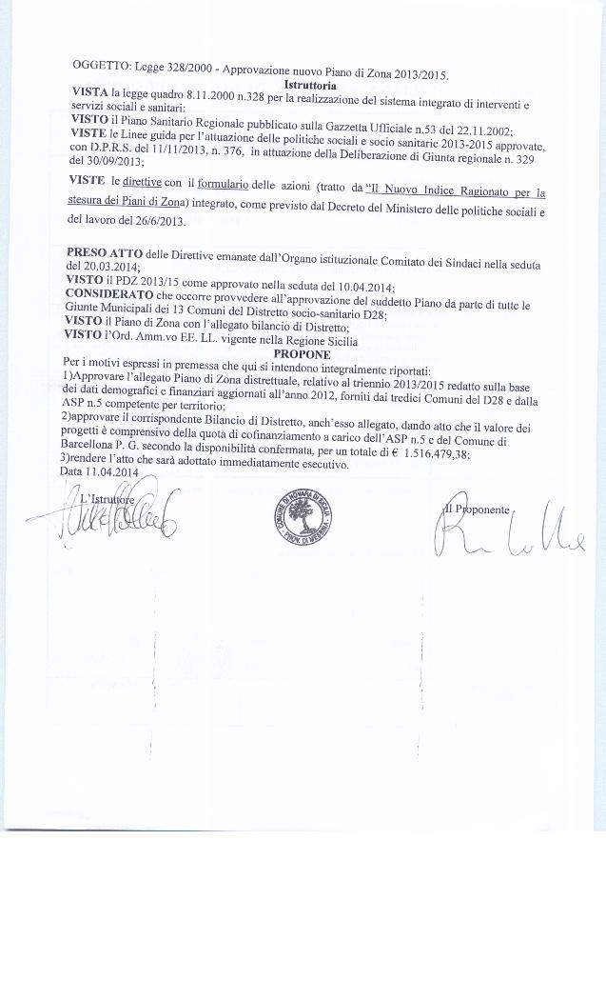 OGGETTO: Legge 328/2000 - Approvazione nuovo Piano di Zona 2013/2015.
Istruttoria
VISTA la legge quadro 8.11.2000 n.328 per la realizzazione del sistema integrato di interventi e
servizi sociali e sanitari:
VISTO il Piano Sanitario Regionale pubblicato sulla Gazzetta Ufficiale n.53 del 22.11.2002;
VISTE le Linee guida per l'attuazione delle politiche sociali e socio sanitarie 2013-2015 approvate,
con D.P.R.S. del 11/11/2013, n. 376, in attuazione della Deliberazione di Giunta regionale n. 329
del 30/09/2013;
VISTE le direttive con il formulario delle azioni (tratto da "Il Nuovo Indice Ragionato per la
stesura dei Piani di Zona) integrato, come previsto dal Decreto del Ministero delle politiche sociali e
del lavoro del 26/6/2013.
PRESO ATTO delle Direttive emanate dall'Organo istituzionale Comitato dei Sindaci nella seduta
del 20.03.2014;
VISTO il PDZ 2013/15 come approvato nella seduta del 10.04.2014;
CONSIDERATO che occorre provvedere all'approvazione del suddetto Piano da parte di tutte le
Giunte Municipali dei 13 Comuni del Distretto socio-sanitario D28;
VISTO il Piano di Zona con l'allegato bilancio di Distretto;
VISTO l'Ord. Amm.vo EE. LL. vigente nella Regione Sicilia
PROPONE
Per i motivi espressi in premessa che qui si intendono integralmente riportati:
1)Approvare l'allegato Piano di Zona distrettuale, relativo al triennio 2013/2015 redatto sulla base
dei dati demografici e finanziari aggiornati all'anno 2012, forniti dai tredici Comuni del D28 e dalla
ASP n.5 competente per territorio;
2)approvare il corrispondente Bilancio di Distretto, anch'esso allegato, dando atto che il valore dei
progetti è comprensivo della quota di cofinanziamento a carico dell'ASP n.5 e del Comune di
Barcellona P. G. secondo la disponibilità confermata, per un totale di € 1.516.479,38;
3)rendere l'atto che sarà adottato immediatamente esecutivo.
Data 11.04.2014
L'Istruttore
COMUNE DI NOVARA DI SICILIA
PROV. DI MESSINA
Il Proponente